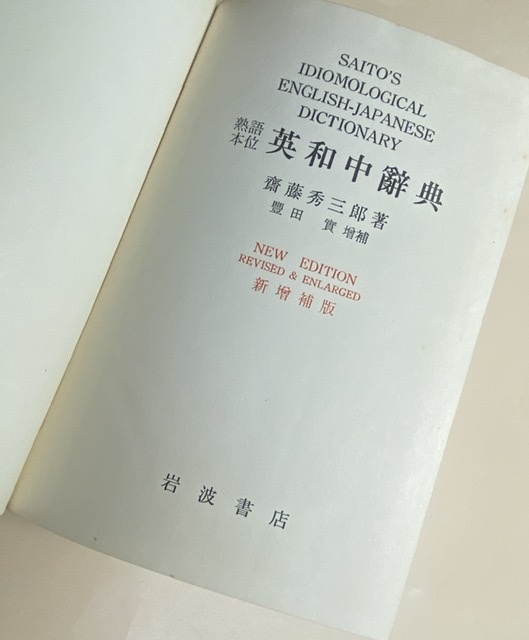 SAITO'S
IDIOMOLOGICAL
ENGLISH-JAPANESE
DICTIONARY
熟語
本位
英和中辭典
齋藤秀三郎著
豐田實增補
NEW EDITION
REVISED & ENLARGED
新增補版
岩波書店